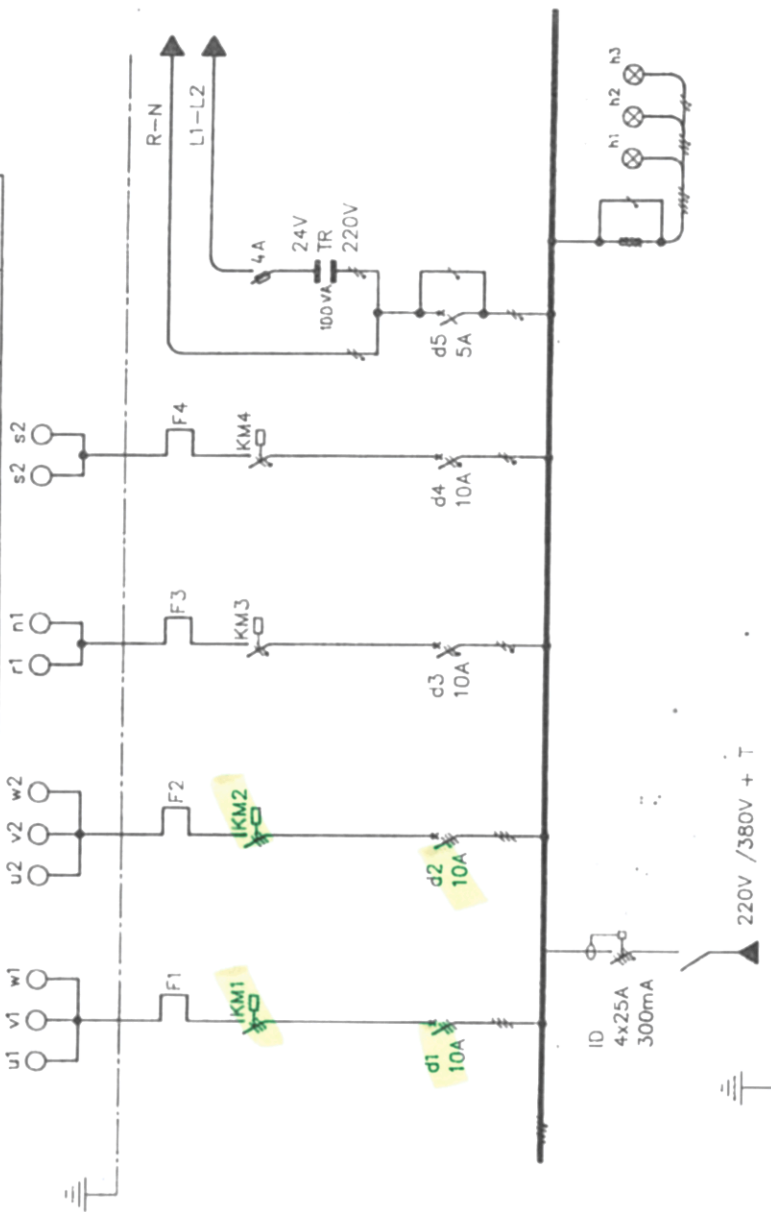 u1
v1
w1
u2
v2
w2
r1
n1
s2
s2
R-N
L1-L2
F1
F2
F3
F4
4A
24V
TR
220V
100VA
KM1
KM2
KM3
KM4
d1
10A
d2
10A
d3
10A
d4
10A
d5
5A
h1
h2
h3
ID
4x25A
300mA
220V /380V + T